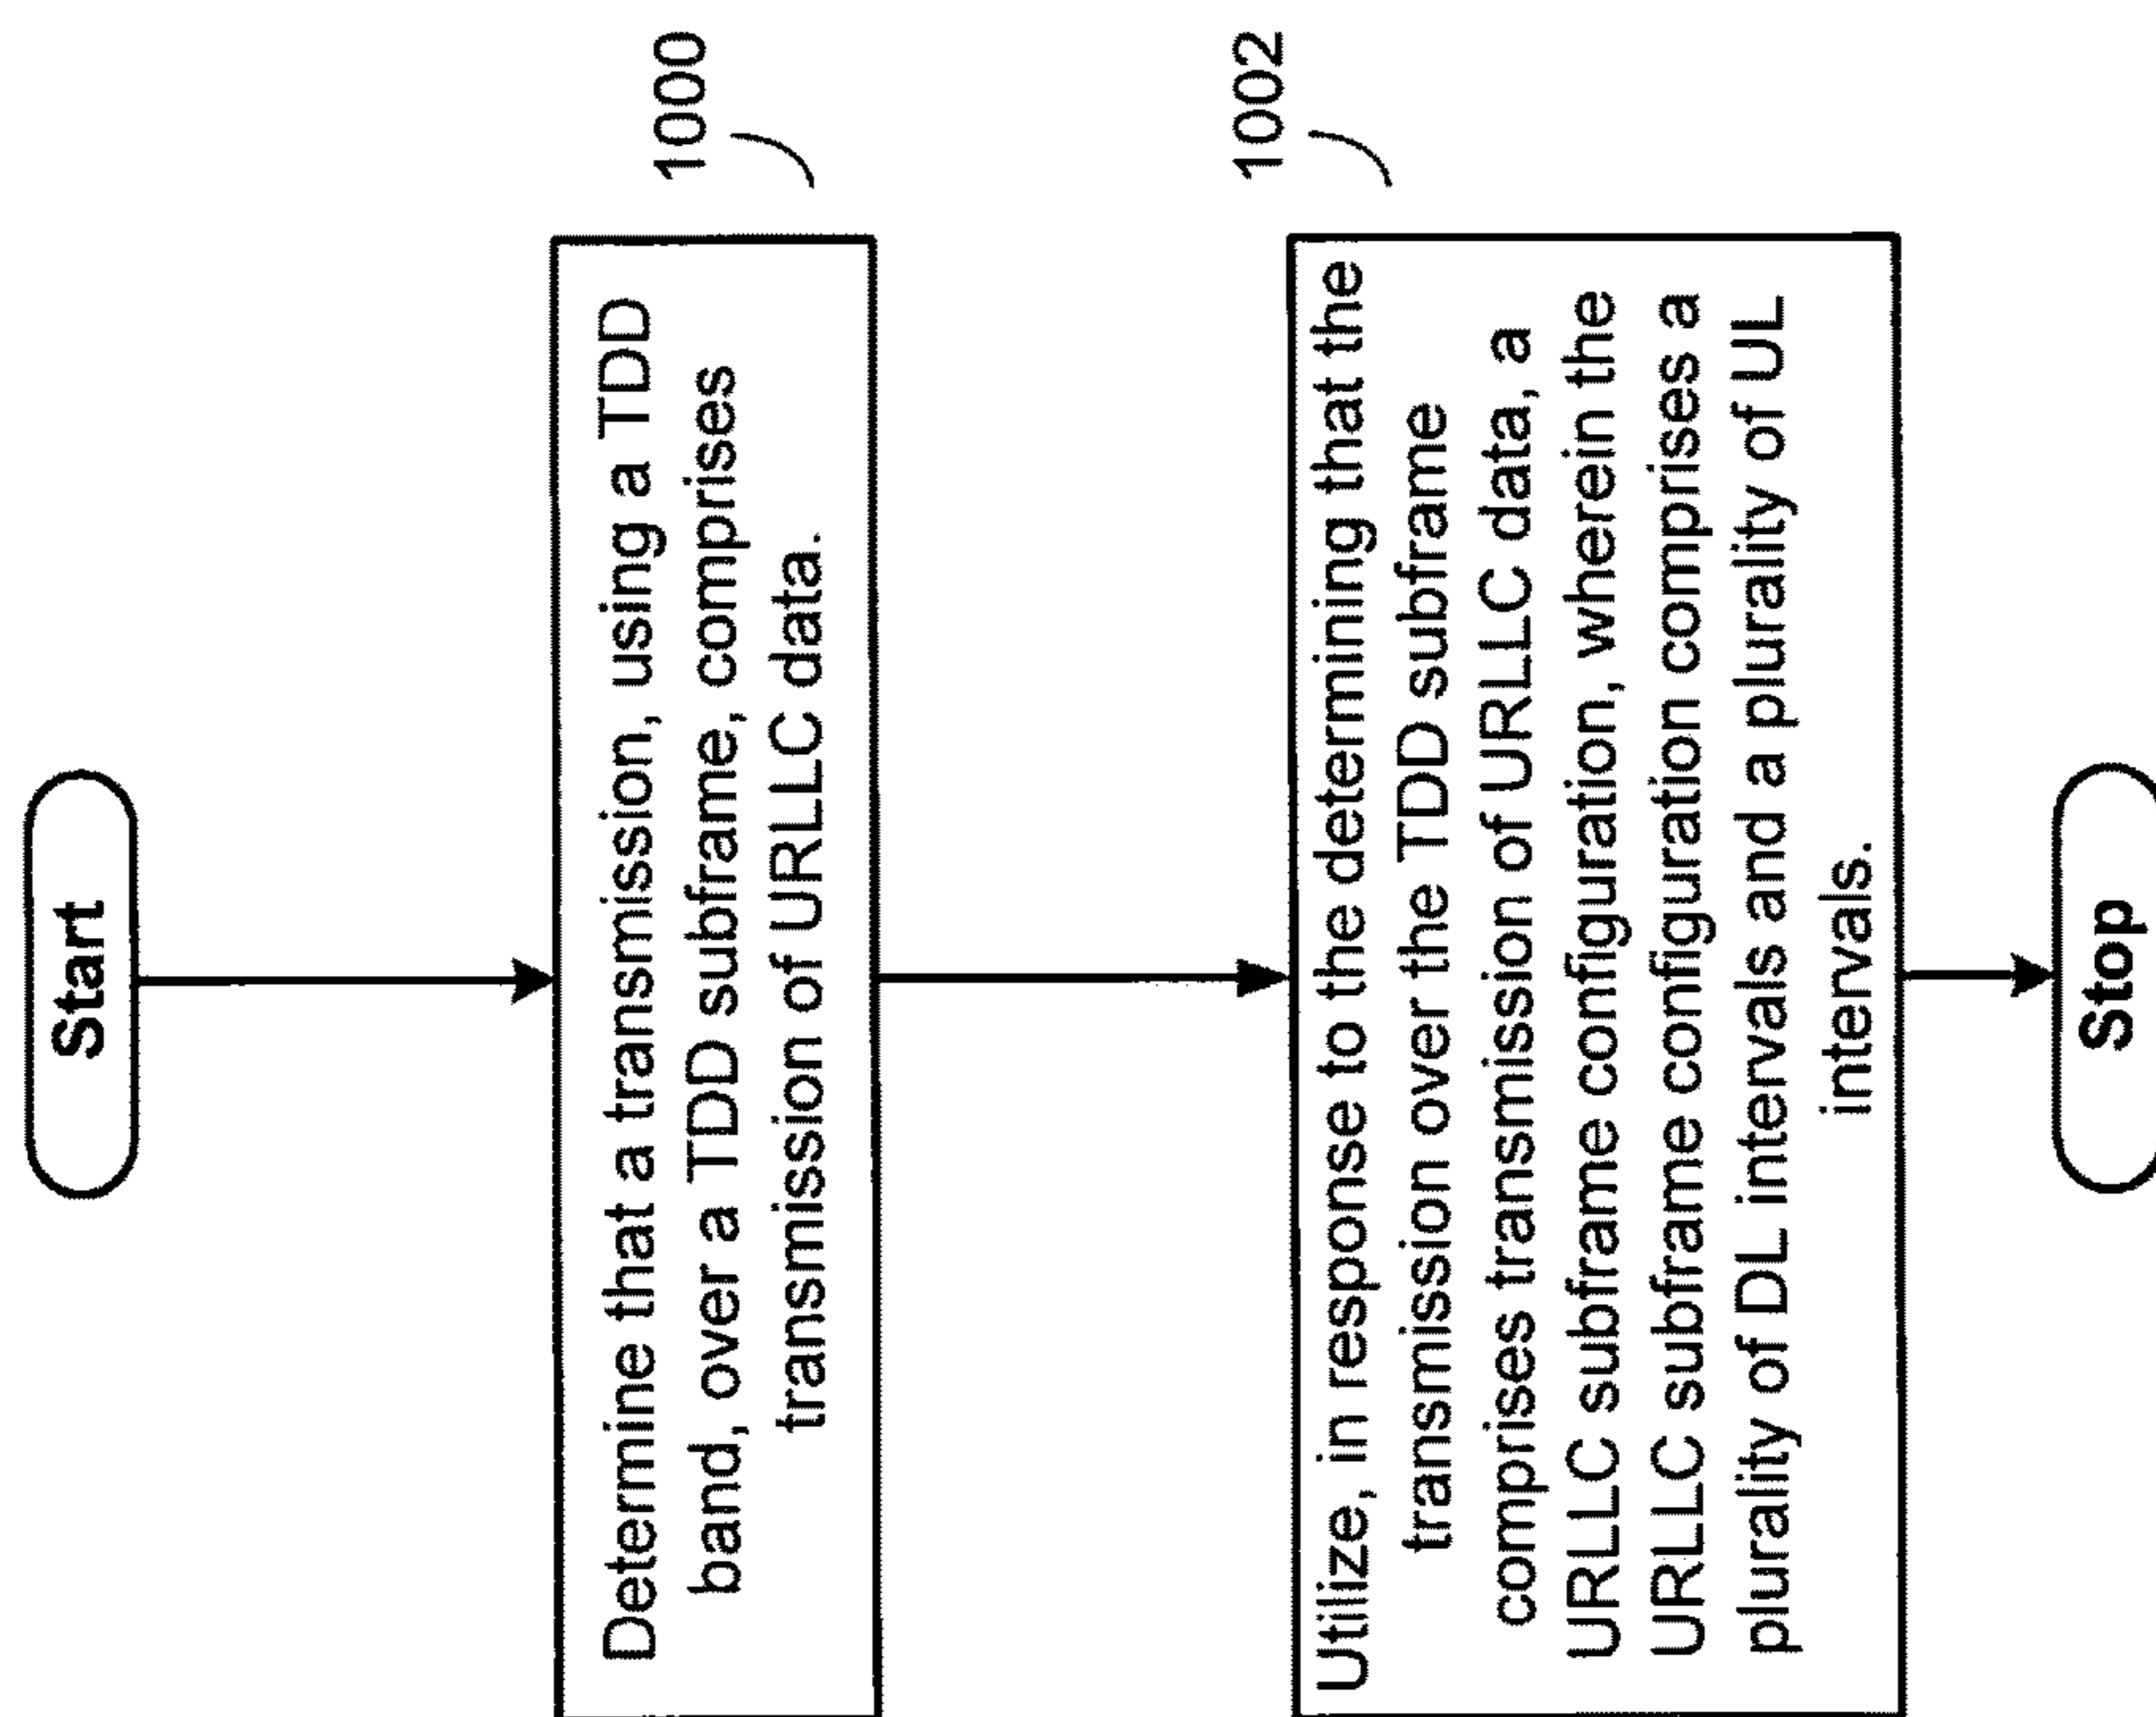 Start
1000
Determine that a transmission, using a TDD
band, over a TDD subframe, comprises
transmission of URLLC data.
1002
Utilize, in response to the determining that the
transmission over the TDD subframe
comprises transmission of URLLC data, a
URLLC subframe configuration, wherein the
URLLC subframe configuration comprises a
plurality of DL intervals and a plurality of UL
intervals.
Stop